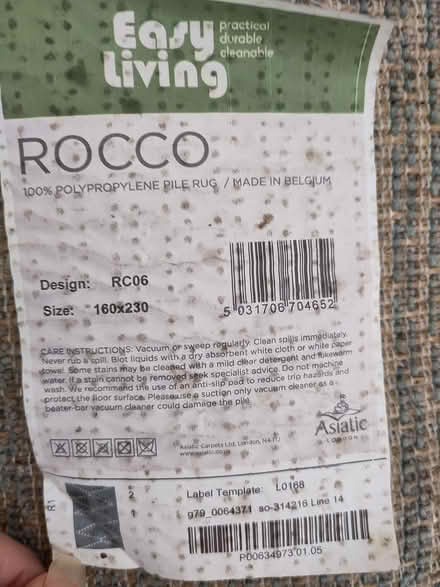 Easy Living
practical
durable
cleanable
ROCCO
100% POLYPROPYLENE PILE RUG / MADE IN BELGIUM
Design: RC06
Size: 160x230
5 031706 704652
CARE INSTRUCTIONS: Vacuum or sweep regularly. Clean spills immediately.
Never rub a spill. Blot liquids with a dry absorbent white cloth or white paper
towel. Some stains may be cleaned with a mild clear detergent and lukewarm
water. If a stain cannot be removed seek specialist advice. Do not machine
wash. We recommend the use of an anti-slip pad to reduce trip hazards and
protect the floor surface. Please use a suction only vacuum cleaner as a
beater-bar vacuum cleaner could damage the pile.
Asiatic
LONDON
Asiatic Carpets Ltd, London, N4 1TJ
www.asiatic.co.uk
R1
2
1
Label Template: L0168
g79_0064371 so-314216 Line 14
P00634973 01.05